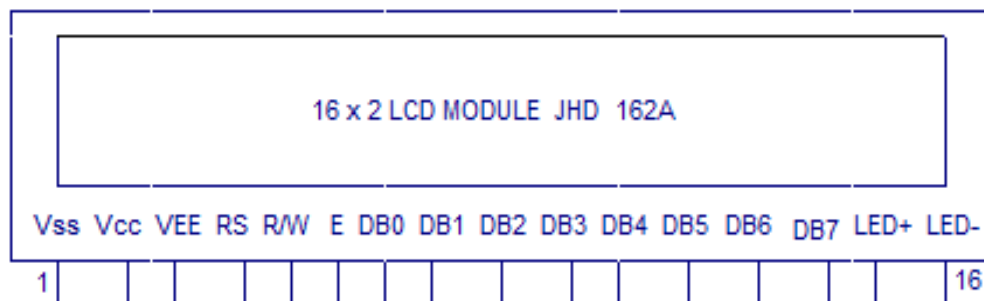 16 x 2 LCD MODULE JHD 162A
Vss Vcc VEE RS R/W E DB0 DB1 DB2 DB3 DB4 DB5 DB6 DB7 LED+ LED-
1 16